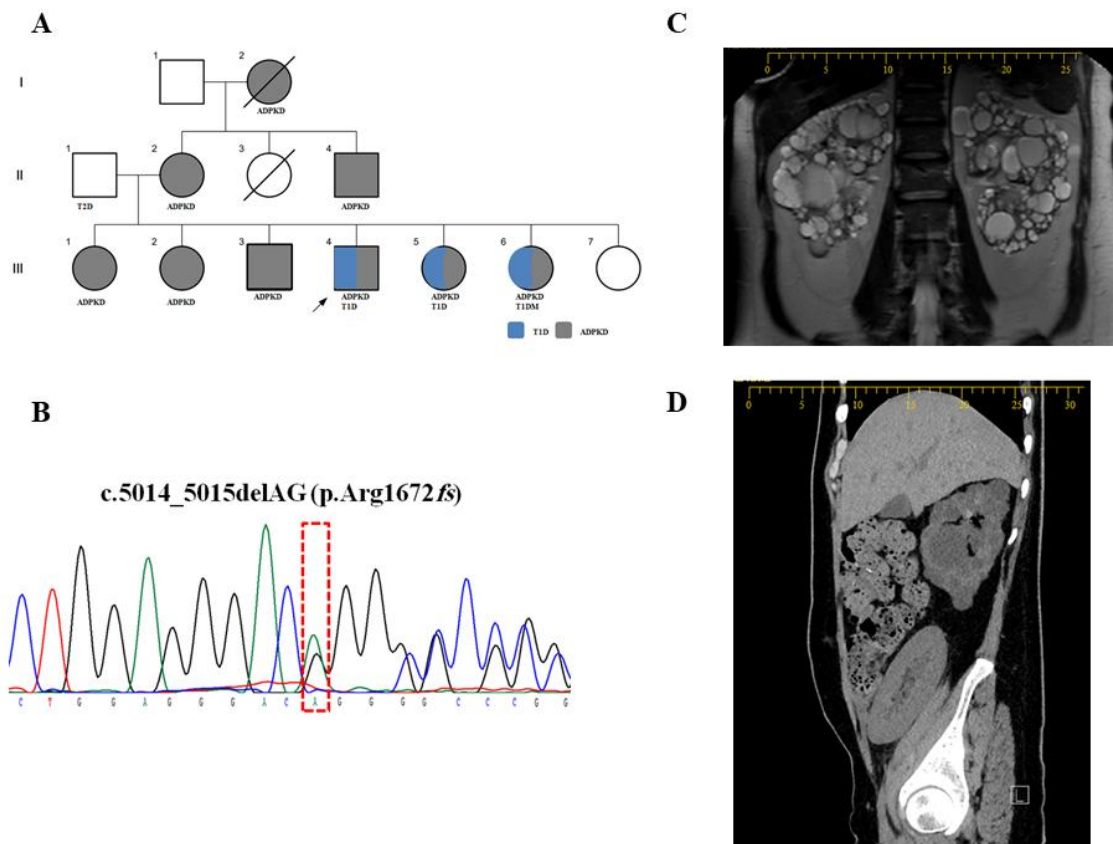 A
1
2
I
ADPKD
1
2
3
4
II
T2D
ADPKD
ADPKD
1
2
3
4
5
6
7
III
ADPKD
ADPKD
ADPKD
ADPKD
T1D
ADPKD
T1D
ADPKD
T1DM
T1D ADPKD
B
c.5014_5015delAG (p.Arg1672fs)
C T G G A G G G A C A G G G G C C C G G
C
0 5 10 15 20 25
D
0 5 10 15 20 25 30
L